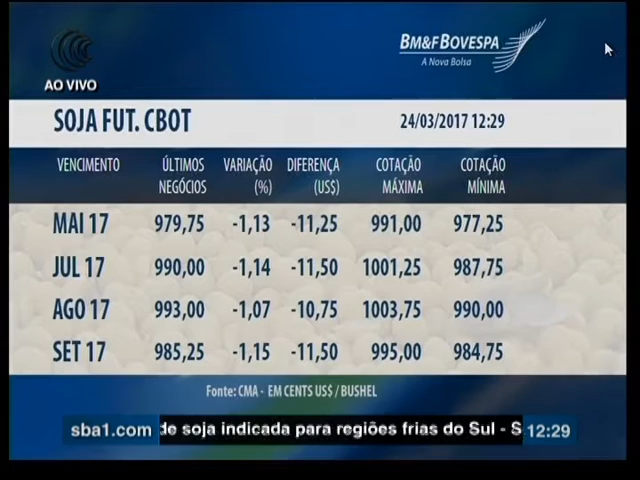 AO VIVO
BM&FBOVESPA
A Nova Bolsa
SOJA FUT. CBOT 24/03/2017 12:29
VENCIMENTO ÚLTIMOS NEGÓCIOS VARIAÇÃO (%) DIFERENÇA (US$) COTAÇÃO MÁXIMA COTAÇÃO MÍNIMA
MAI 17 979,75 -1,13 -11,25 991,00 977,25
JUL 17 990,00 -1,14 -11,50 1001,25 987,75
AGO 17 993,00 -1,07 -10,75 1003,75 990,00
SET 17 985,25 -1,15 -11,50 995,00 984,75
Fonte: CMA - EM CENTS US$ / BUSHEL
sba1.com de soja indicada para regiões frias do Sul - S 12:29